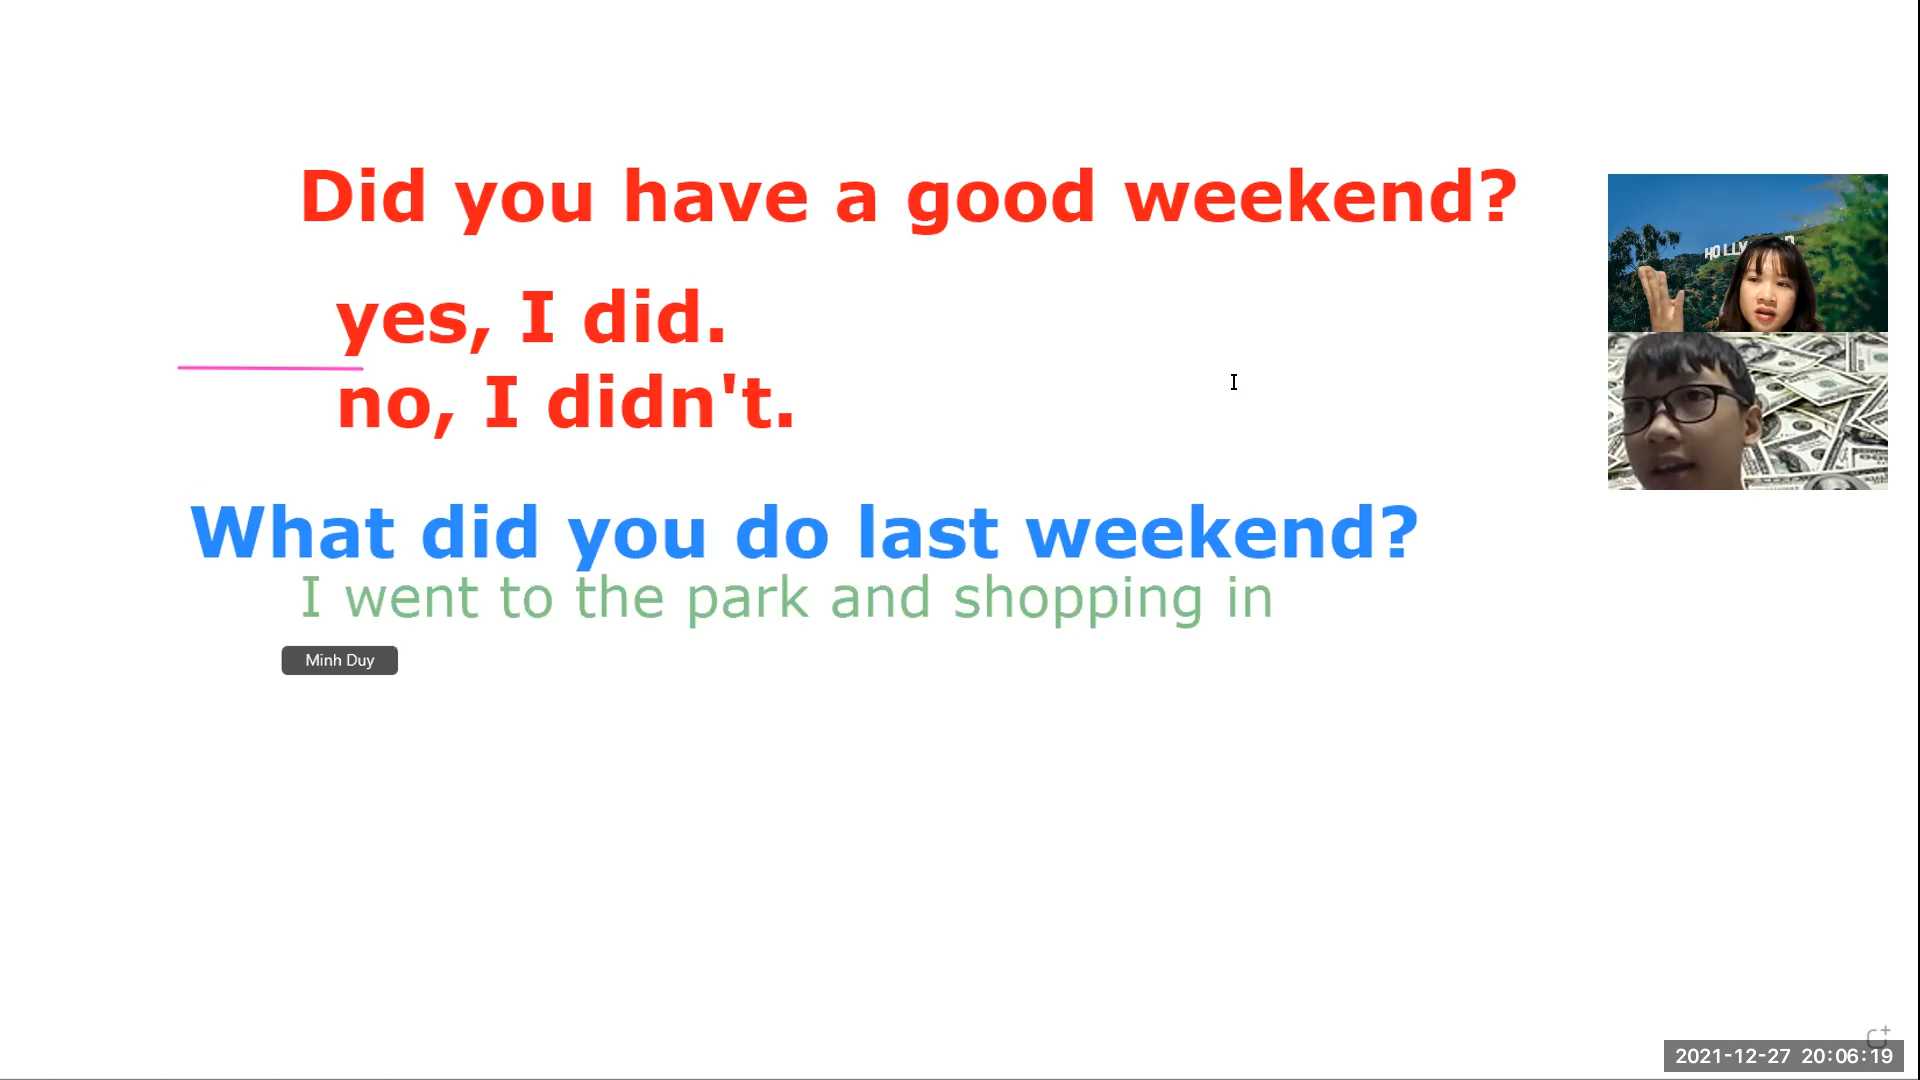 Did you have a good weekend?
HOLLY
yes, I did.
no, I didn't.
What did you do last weekend?
I went to the park and shopping in
Minh Duy
2021-12-27 20:06:19